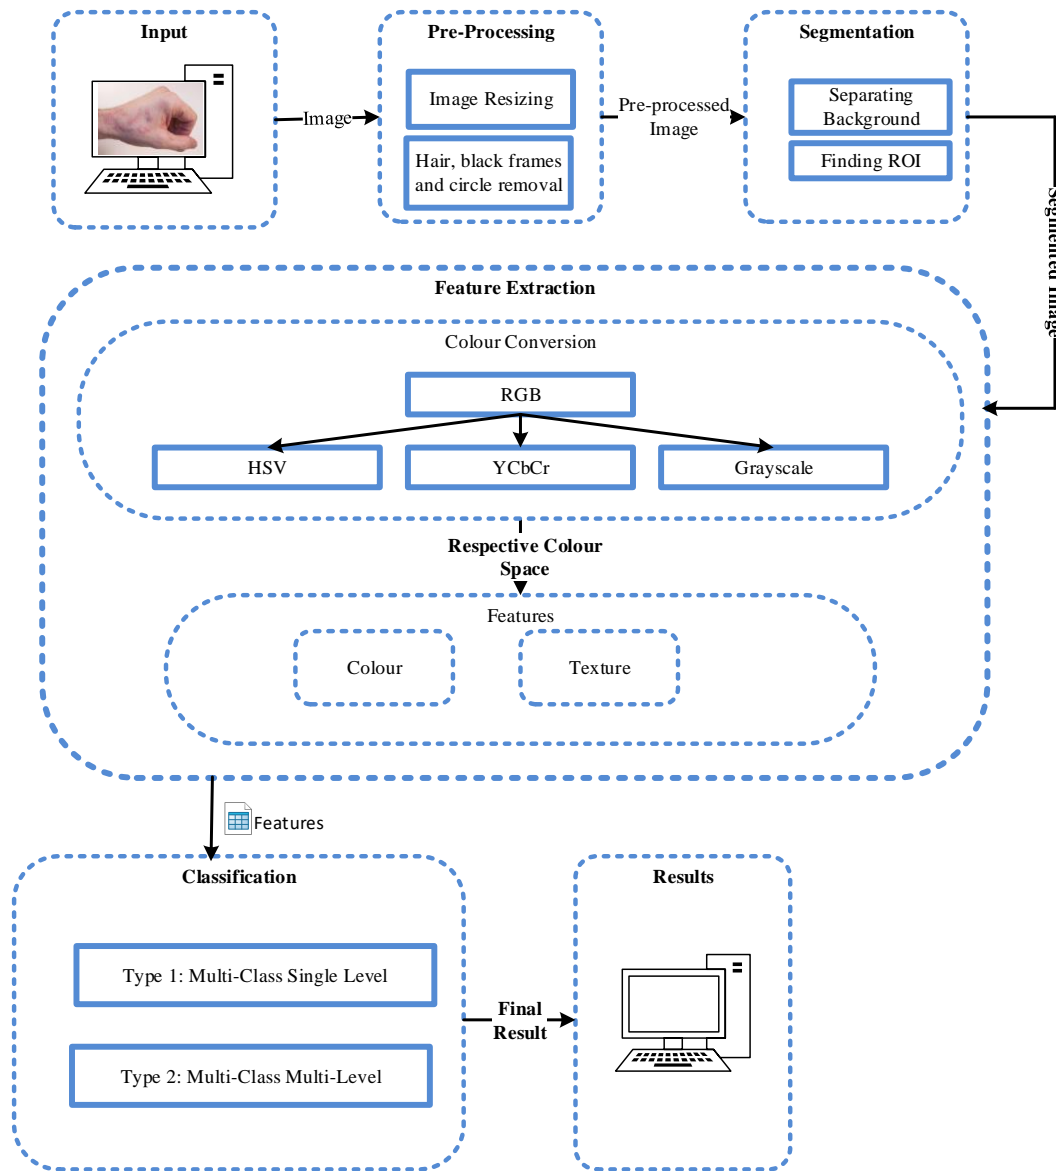 Input
Pre-Processing
Segmentation
Image Resizing
Hair, black frames
and circle removal
Separating
Background
Finding ROI
Image
Pre-processed
Image
Segmented Image
Feature Extraction
Colour Conversion
RGB
HSV
YCbCr
Grayscale
Respective Colour
Space
Features
Colour
Texture
Features
Classification
Type 1: Multi-Class Single Level
Type 2: Multi-Class Multi-Level
Final
Result
Results